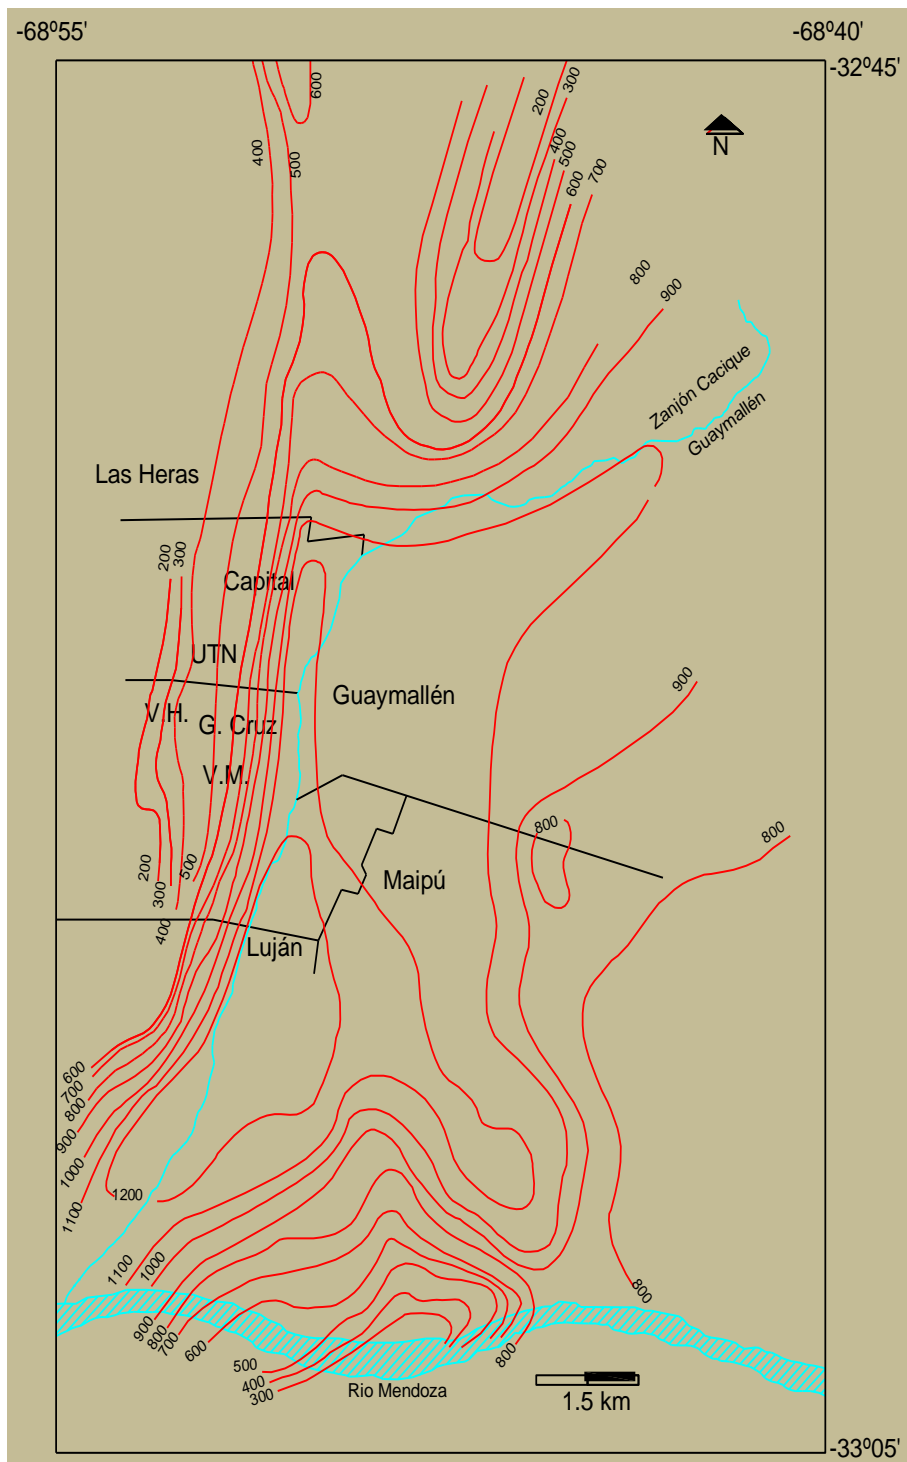 -68º55'
-68º40'
-32º45'
600
200
300
400
500
600
700
N
400
500
800
900
Zanjón Cacique
Guaymallén
Las Heras
200
300
Capital
UTN
Guaymallén
900
V.H.
G. Cruz
V.M.
800
800
200
300
500
400
Maipú
Luján
600
700
800
900
1000
1100
1200
1100
1000
900
800
700
600
500
400
300
800
800
Rio Mendoza
1.5 km
-33º05'